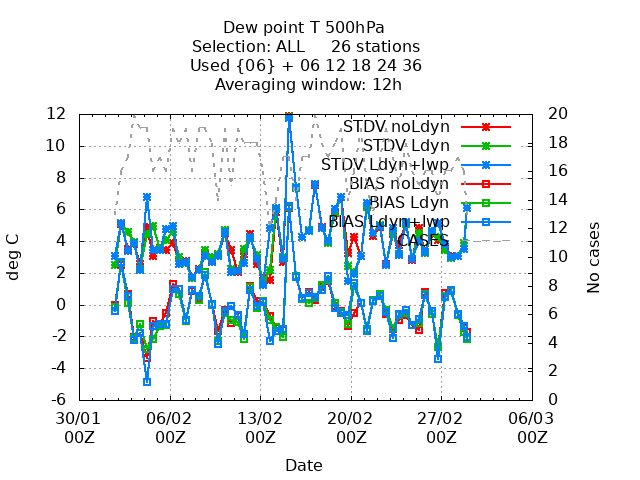 Dew point T 500hPa
Selection: ALL 26 stations
Used {06} + 06 12 18 24 36
Averaging window: 12h
12
10
8
6
4
2
0
-2
-4
-6
deg C
20
18
16
14
12
10
8
6
4
2
0
No cases
STDV noLdyn
STDV Ldyn
STDV Ldyn+lwp
BIAS noLdyn
BIAS Ldyn
BIAS Ldyn+lwp
CASES
30/01 06/02 13/02 20/02 27/02 06/03
00Z 00Z 00Z 00Z 00Z 00Z
Date